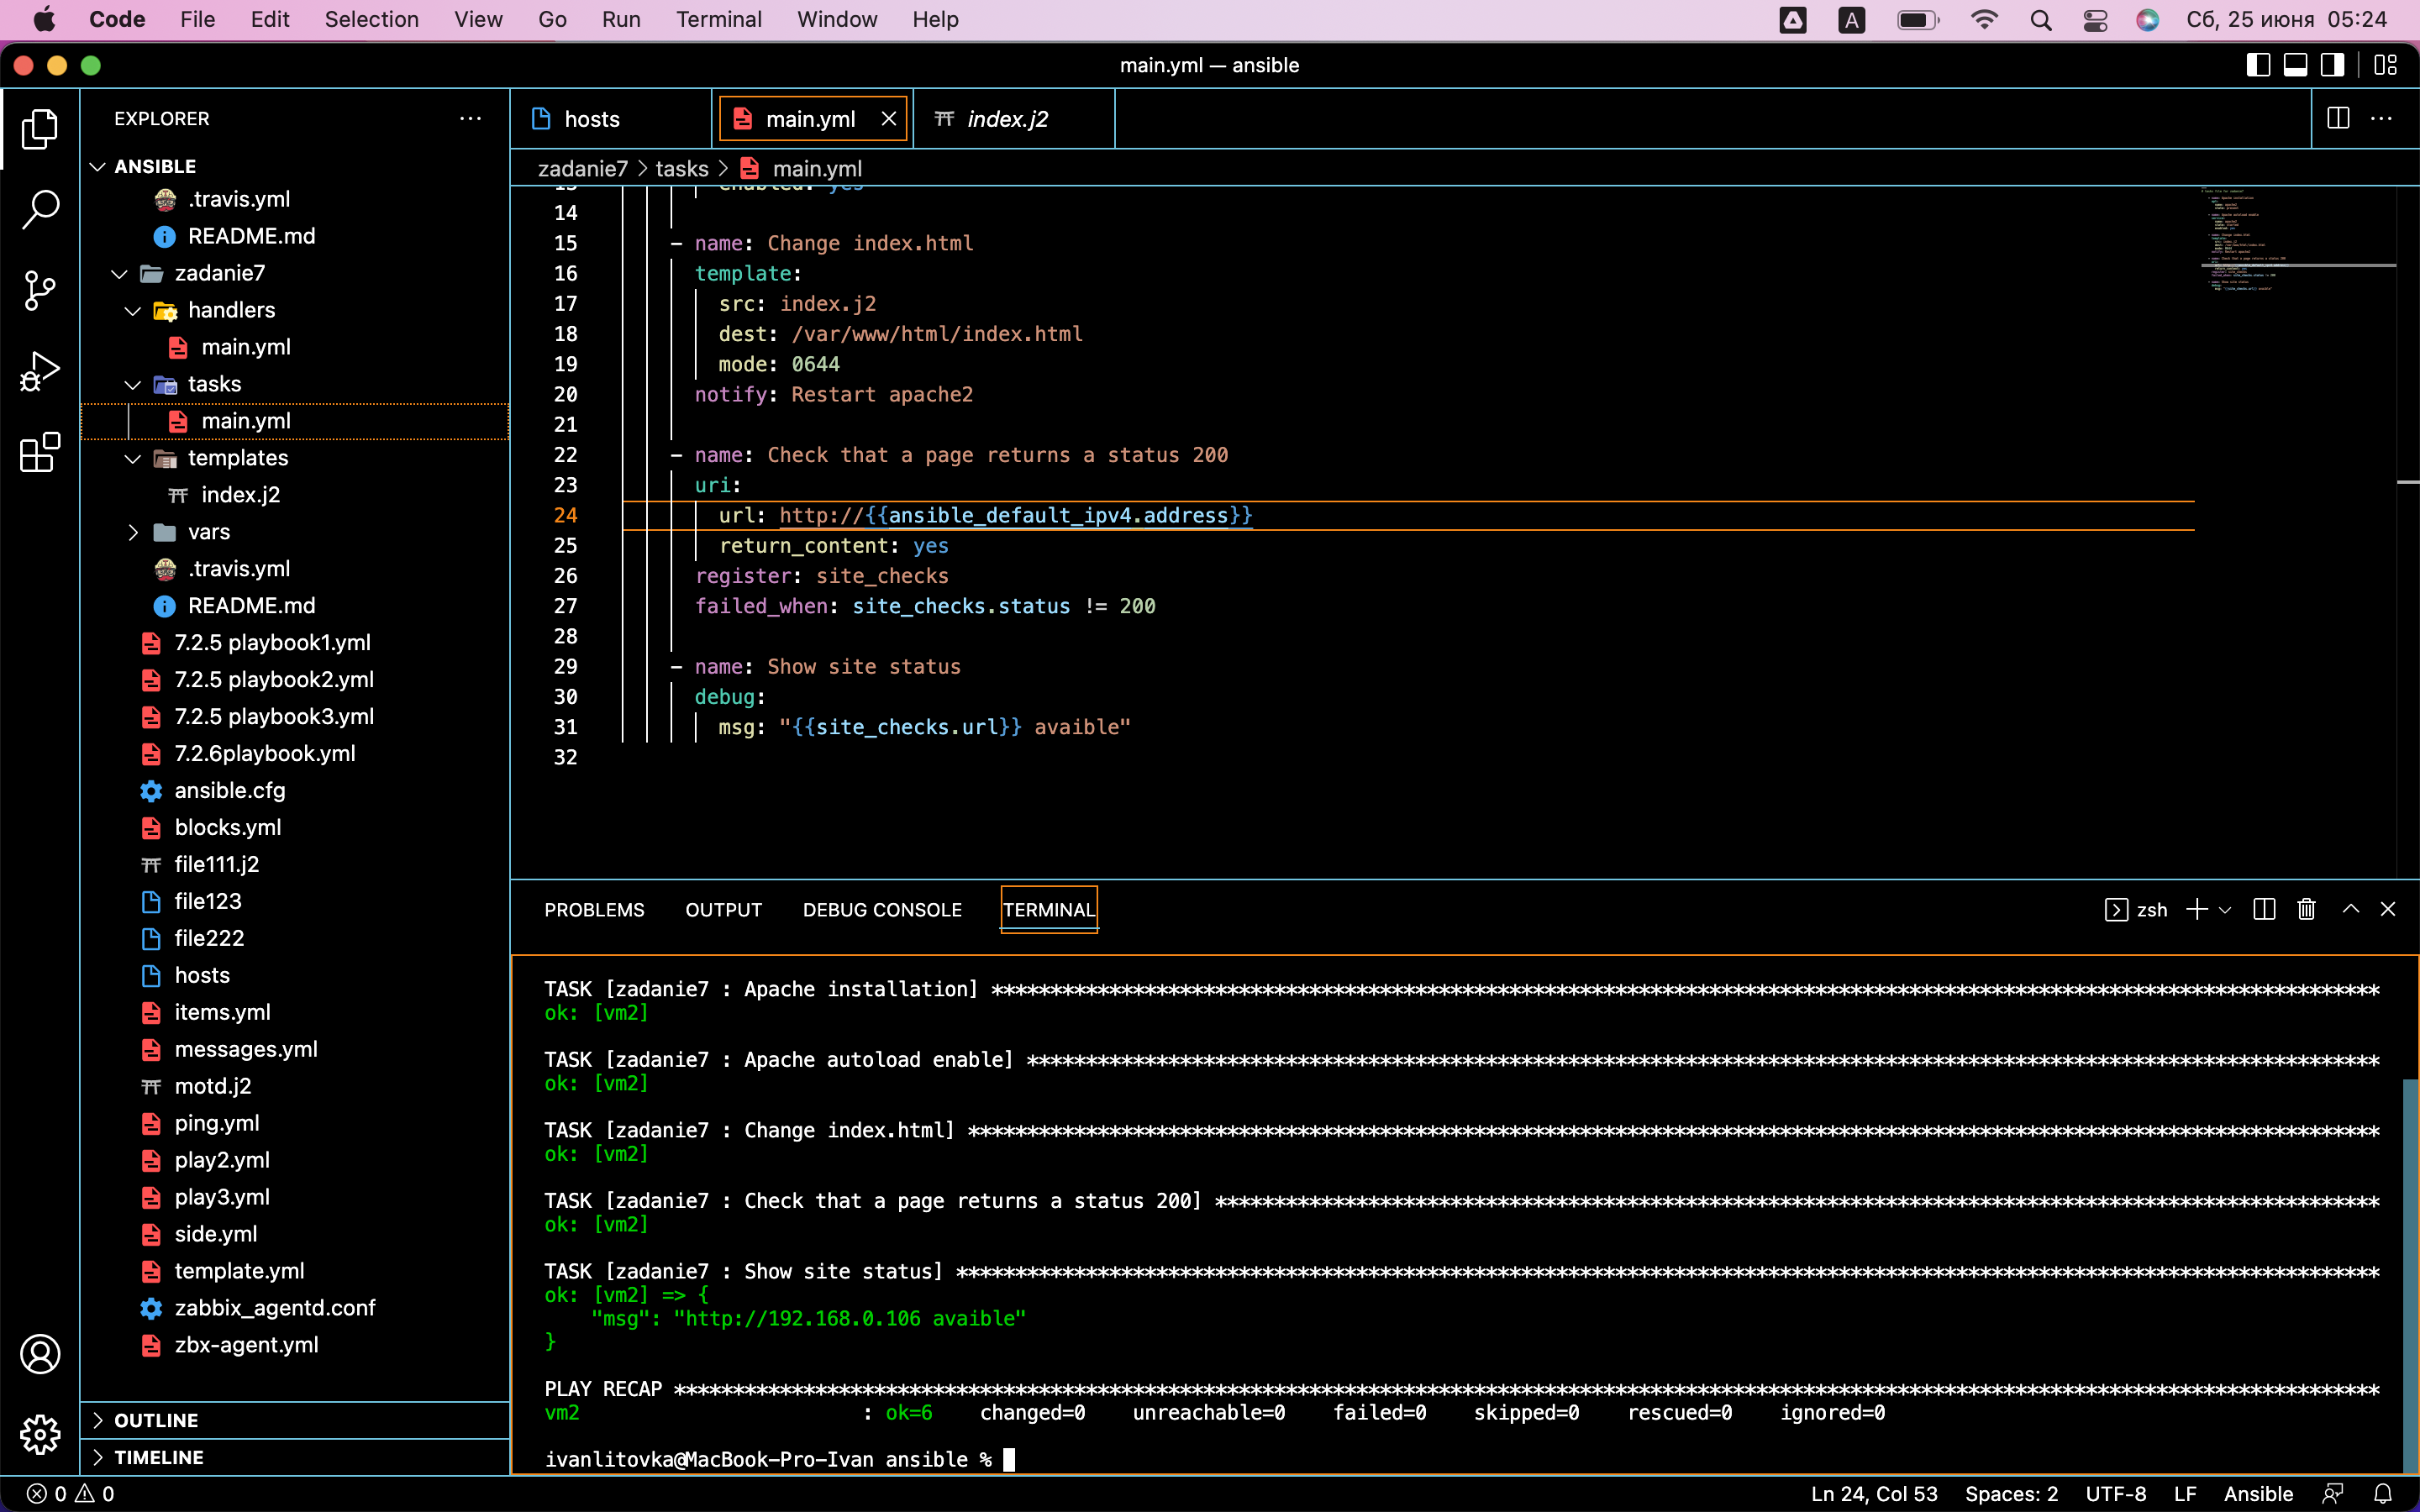 Code File Edit Selection View Go Run Terminal Window Help A Сб, 25 июня 05:24
main.yml — ansible
EXPLORER
ANSIBLE
.travis.yml
README.md
zadanie7
handlers
main.yml
tasks
main.yml
templates
index.j2
vars
.travis.yml
README.md
7.2.5 playbook1.yml
7.2.5 playbook2.yml
7.2.5 playbook3.yml
7.2.6playbook.yml
ansible.cfg
blocks.yml
file111.j2
file123
file222
hosts
items.yml
messages.yml
motd.j2
ping.yml
play2.yml
play3.yml
side.yml
template.yml
zabbix_agentd.conf
zbx-agent.yml
OUTLINE
TIMELINE
hosts main.yml index.j2
zadanie7 > tasks > main.yml
13 enabled: yes
14
15 - name: Change index.html
16 template:
17 src: index.j2
18 dest: /var/www/html/index.html
19 mode: 0644
20 notify: Restart apache2
21
22 - name: Check that a page returns a status 200
23 uri:
24 url: http://{{ansible_default_ipv4.address}}
25 return_content: yes
26 register: site_checks
27 failed_when: site_checks.status != 200
28
29 - name: Show site status
30 debug:
31 msg: "{{site_checks.url}} avaible"
32
PROBLEMS OUTPUT DEBUG CONSOLE TERMINAL zsh
TASK [zadanie7 : Apache installation] **********************************************************************************************************************
ok: [vm2]
TASK [zadanie7 : Apache autoload enable] *******************************************************************************************************************
ok: [vm2]
TASK [zadanie7 : Change index.html] ************************************************************************************************************************
ok: [vm2]
TASK [zadanie7 : Check that a page returns a status 200] ***************************************************************************************************
ok: [vm2]
TASK [zadanie7 : Show site status] *************************************************************************************************************************
ok: [vm2] => {
"msg": "http://192.168.0.106 avaible"
}
PLAY RECAP *************************************************************************************************************************************************
vm2 : ok=6 changed=0 unreachable=0 failed=0 skipped=0 rescued=0 ignored=0
ivanlitovka@MacBook-Pro-Ivan ansible %
0 0 Ln 24, Col 53 Spaces: 2 UTF-8 LF Ansible